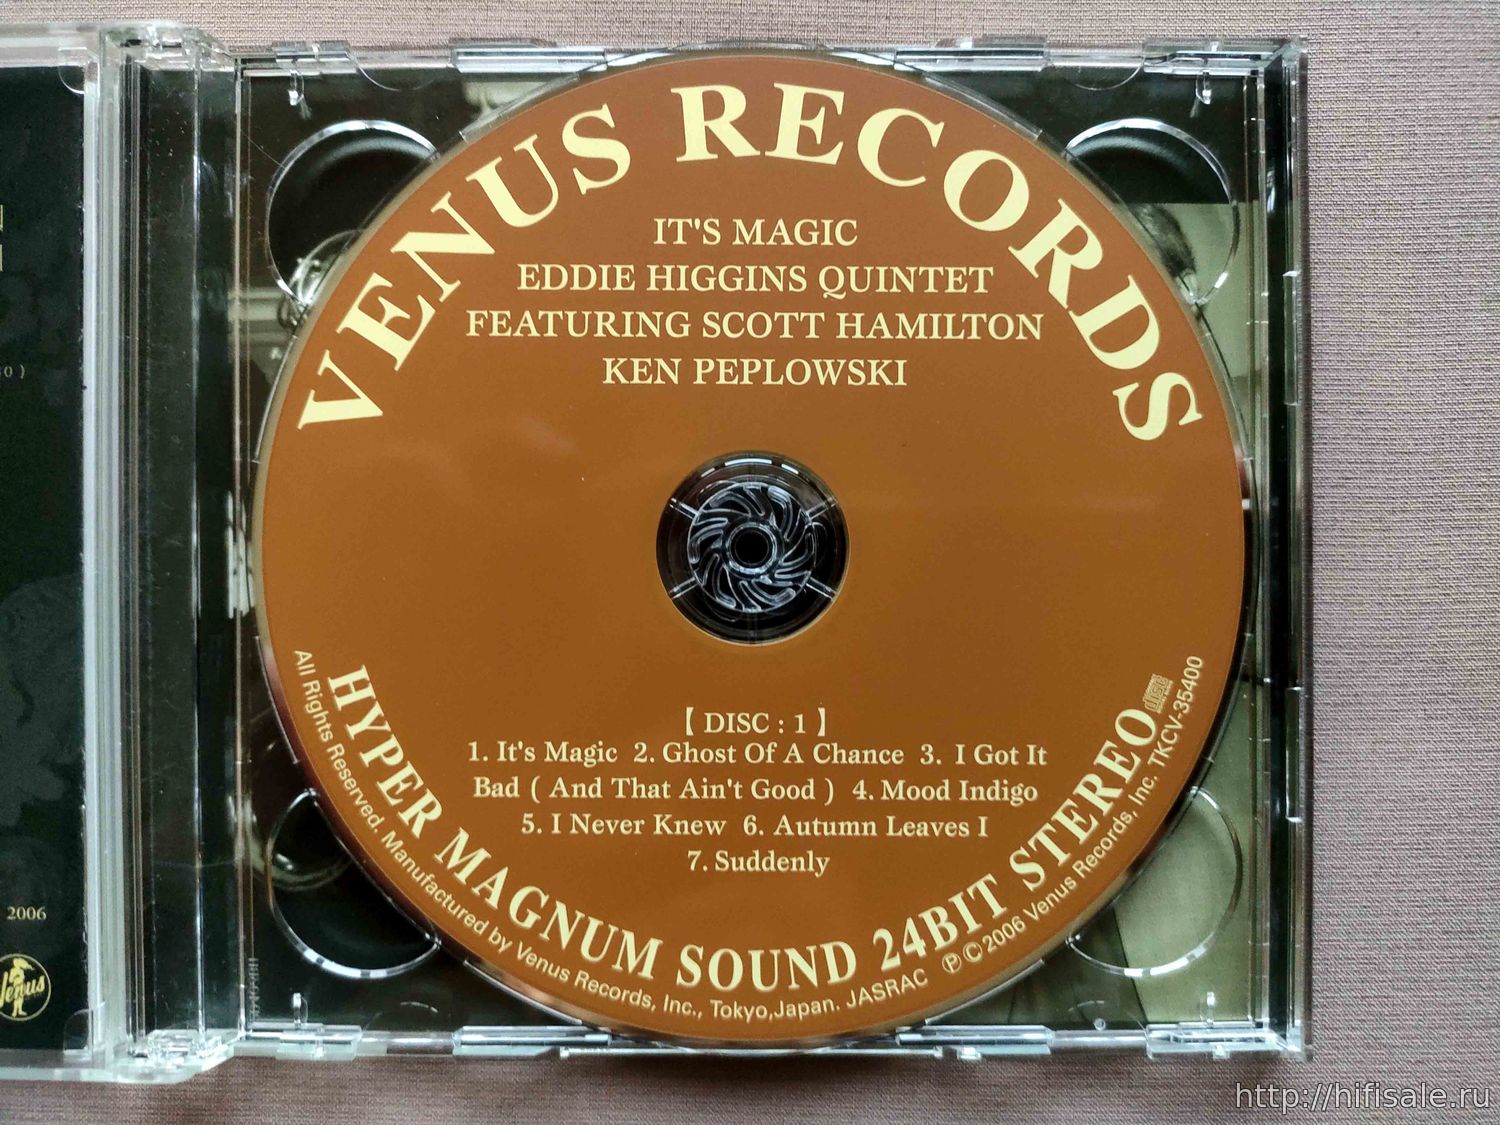 VENUS RECORDS
IT'S MAGIC
EDDIE HIGGINS QUINTET
FEATURING SCOTT HAMILTON
KEN PEPLOWSKI
【 DISC : 1 】
1. It's Magic 2. Ghost Of A Chance 3. I Got It
Bad ( And That Ain't Good ) 4. Mood Indigo
5. I Never Knew 6. Autumn Leaves I
7. Suddenly
HYPER MAGNUM SOUND 24BIT STEREO
All Rights Reserved. Manufactured by Venus Records, Inc., Tokyo,Japan. JASRAC ℗©2006 Venus Records, Inc. TKCV-35400
disc
2006
Venus
http://hifisale.ru